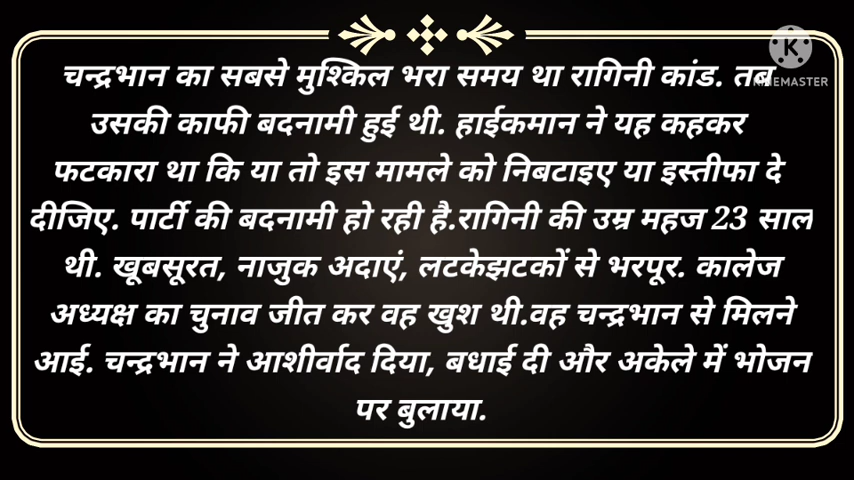 चन्द्रभान का सबसे मुश्किल भरा समय था रागिनी कांड. तब
उसकी काफी बदनामी हुई थी. हाईकमान ने यह कहकर
फटकारा था कि या तो इस मामले को निबटाइए या इस्तीफा दे
दीजिए. पार्टी की बदनामी हो रही है.रागिनी की उम्र महज 23 साल
थी. खूबसूरत, नाजुक अदाएं, लटकेझटकों से भरपूर. कालेज
अध्यक्ष का चुनाव जीत कर वह खुश थी.वह चन्द्रभान से मिलने
आई. चन्द्रभान ने आशीर्वाद दिया, बधाई दी और अकेले में भोजन
पर बुलाया.
K
KINEMASTER